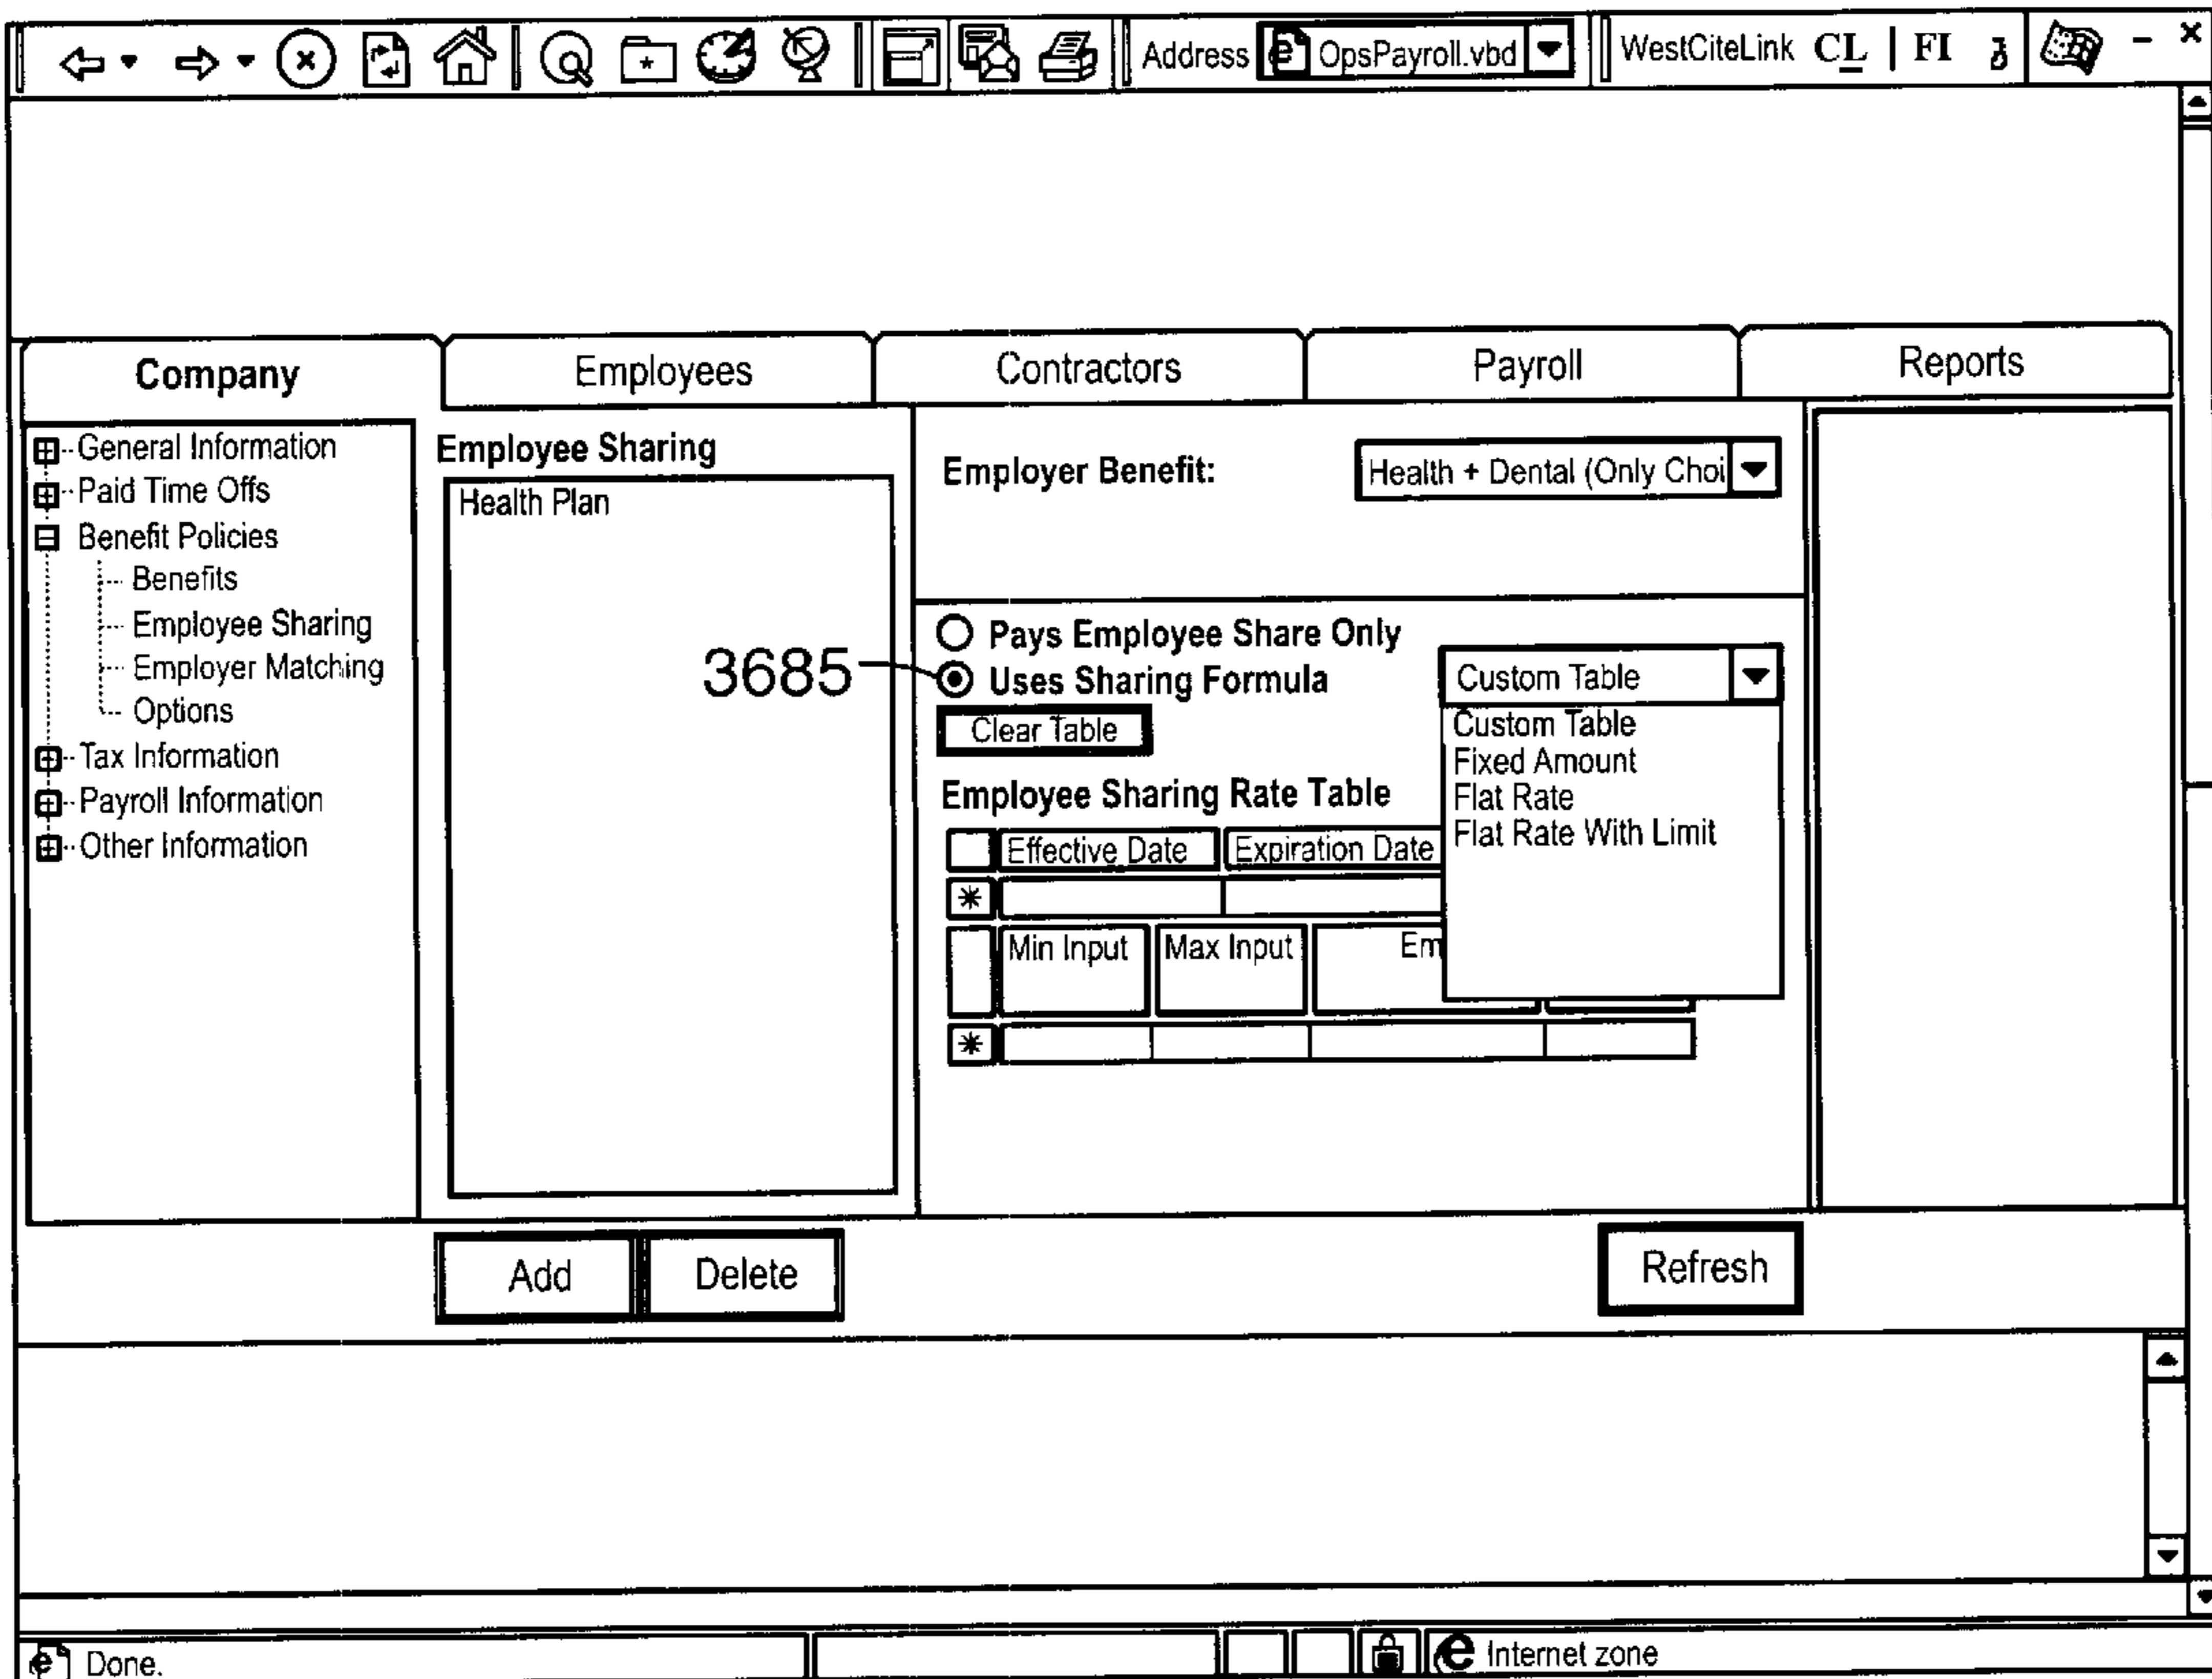 Address OpsPayroll.vbd WestCiteLink CL | FI
Company Employees Contractors Payroll Reports
General Information
Paid Time Offs
Benefit Policies
Benefits
Employee Sharing
Employer Matching
Options
Tax Information
Payroll Information
Other Information
Employee Sharing
Health Plan
3685
Employer Benefit: Health + Dental (Only Choi
Pays Employee Share Only
Uses Sharing Formula
Clear Table
Custom Table
Custom Table
Fixed Amount
Flat Rate
Flat Rate With Limit
Employee Sharing Rate Table
Effective Date Expiration Date
*
Min Input Max Input Em
*
Add Delete Refresh
Done. Internet zone